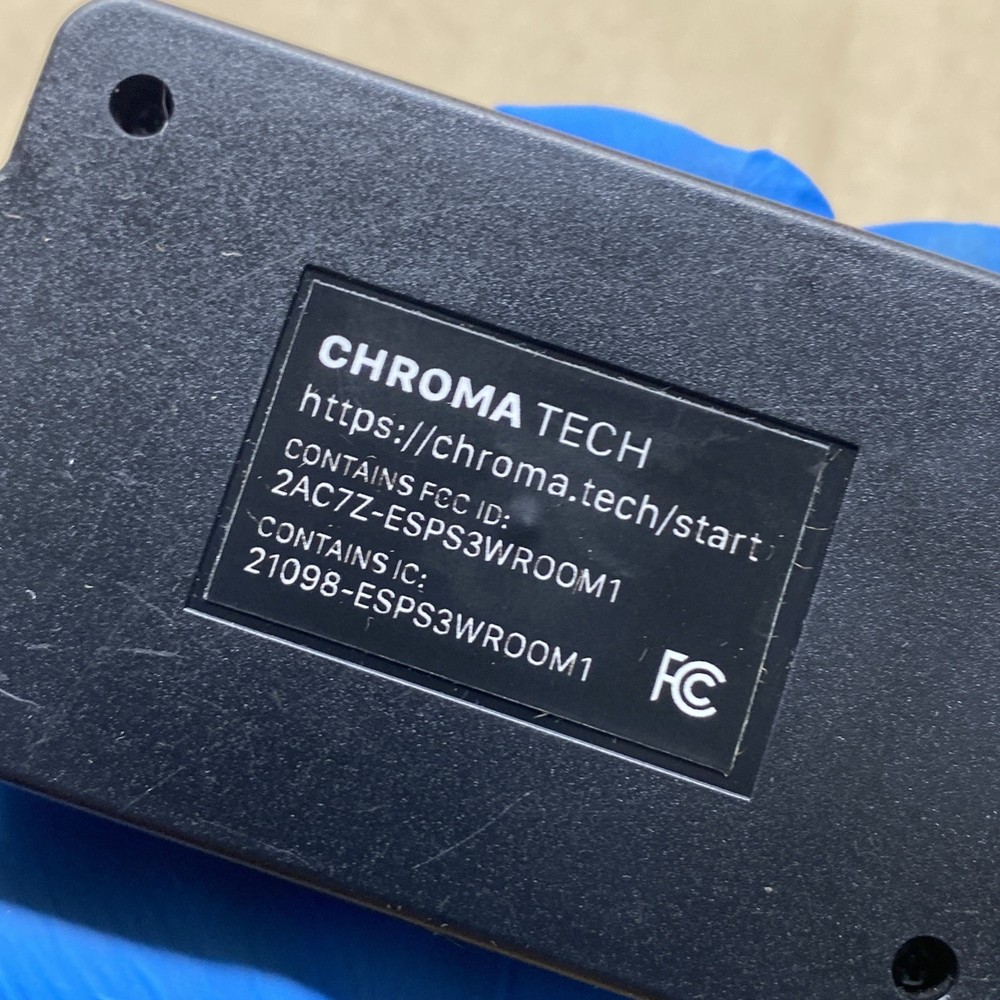 CHROMA TECH
https://chroma.tech/start
CONTAINS FCC ID:
2AC7Z-ESPS3WROOM1
CONTAINS IC:
21098-ESPS3WROOM1
FC